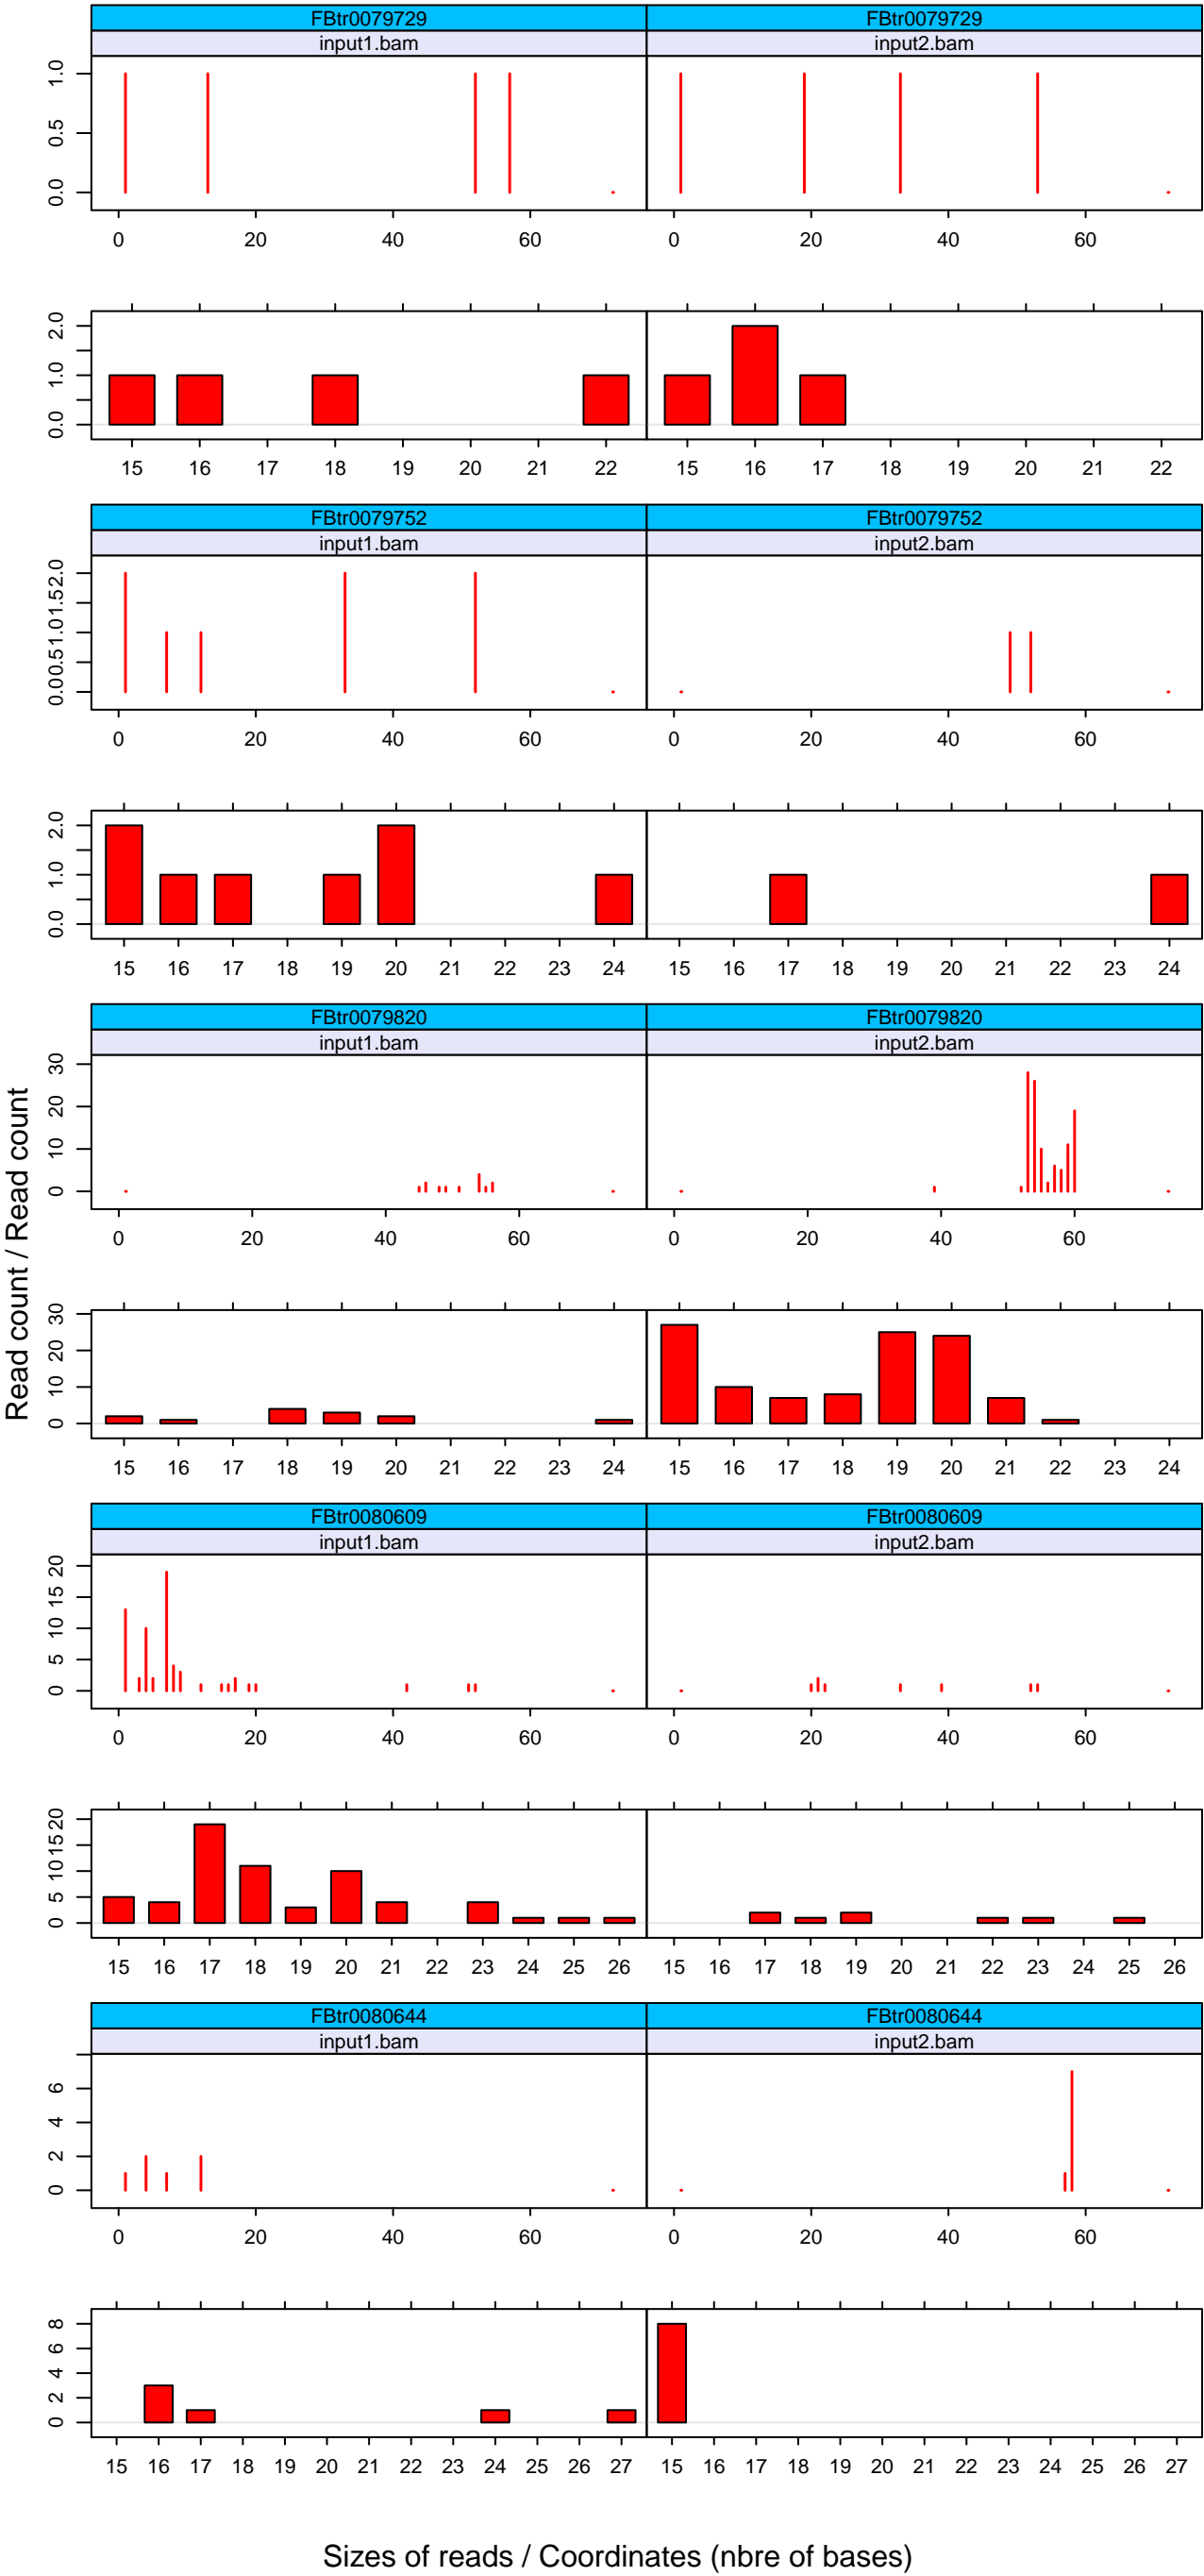 FBtr0079729 FBtr0079729
input1.bam input2.bam
0.0 0.5 1.0
0 20 40 60 0 20 40 60
0.0 1.0 2.0
15 16 17 18 19 20 21 22 15 16 17 18 19 20 21 22
FBtr0079752 FBtr0079752
input1.bam input2.bam
0.0 0.5 1.0 1.5 2.0
0 20 40 60 0 20 40 60
0.0 1.0 2.0
15 16 17 18 19 20 21 22 23 24 15 16 17 18 19 20 21 22 23 24
FBtr0079820 FBtr0079820
input1.bam input2.bam
0 10 20 30
0 20 40 60 0 20 40 60
Read count / Read count
0 10 20 30
15 16 17 18 19 20 21 22 23 24 15 16 17 18 19 20 21 22 23 24
FBtr0080609 FBtr0080609
input1.bam input2.bam
0 5 10 15 20
0 20 40 60 0 20 40 60
0 5 10 15 20
15 16 17 18 19 20 21 22 23 24 25 26 15 16 17 18 19 20 21 22 23 24 25 26
FBtr0080644 FBtr0080644
input1.bam input2.bam
0 2 4 6
0 20 40 60 0 20 40 60
0 2 4 6 8
15 16 17 18 19 20 21 22 23 24 25 26 27 15 16 17 18 19 20 21 22 23 24 25 26 27
Sizes of reads / Coordinates (nbre of bases)